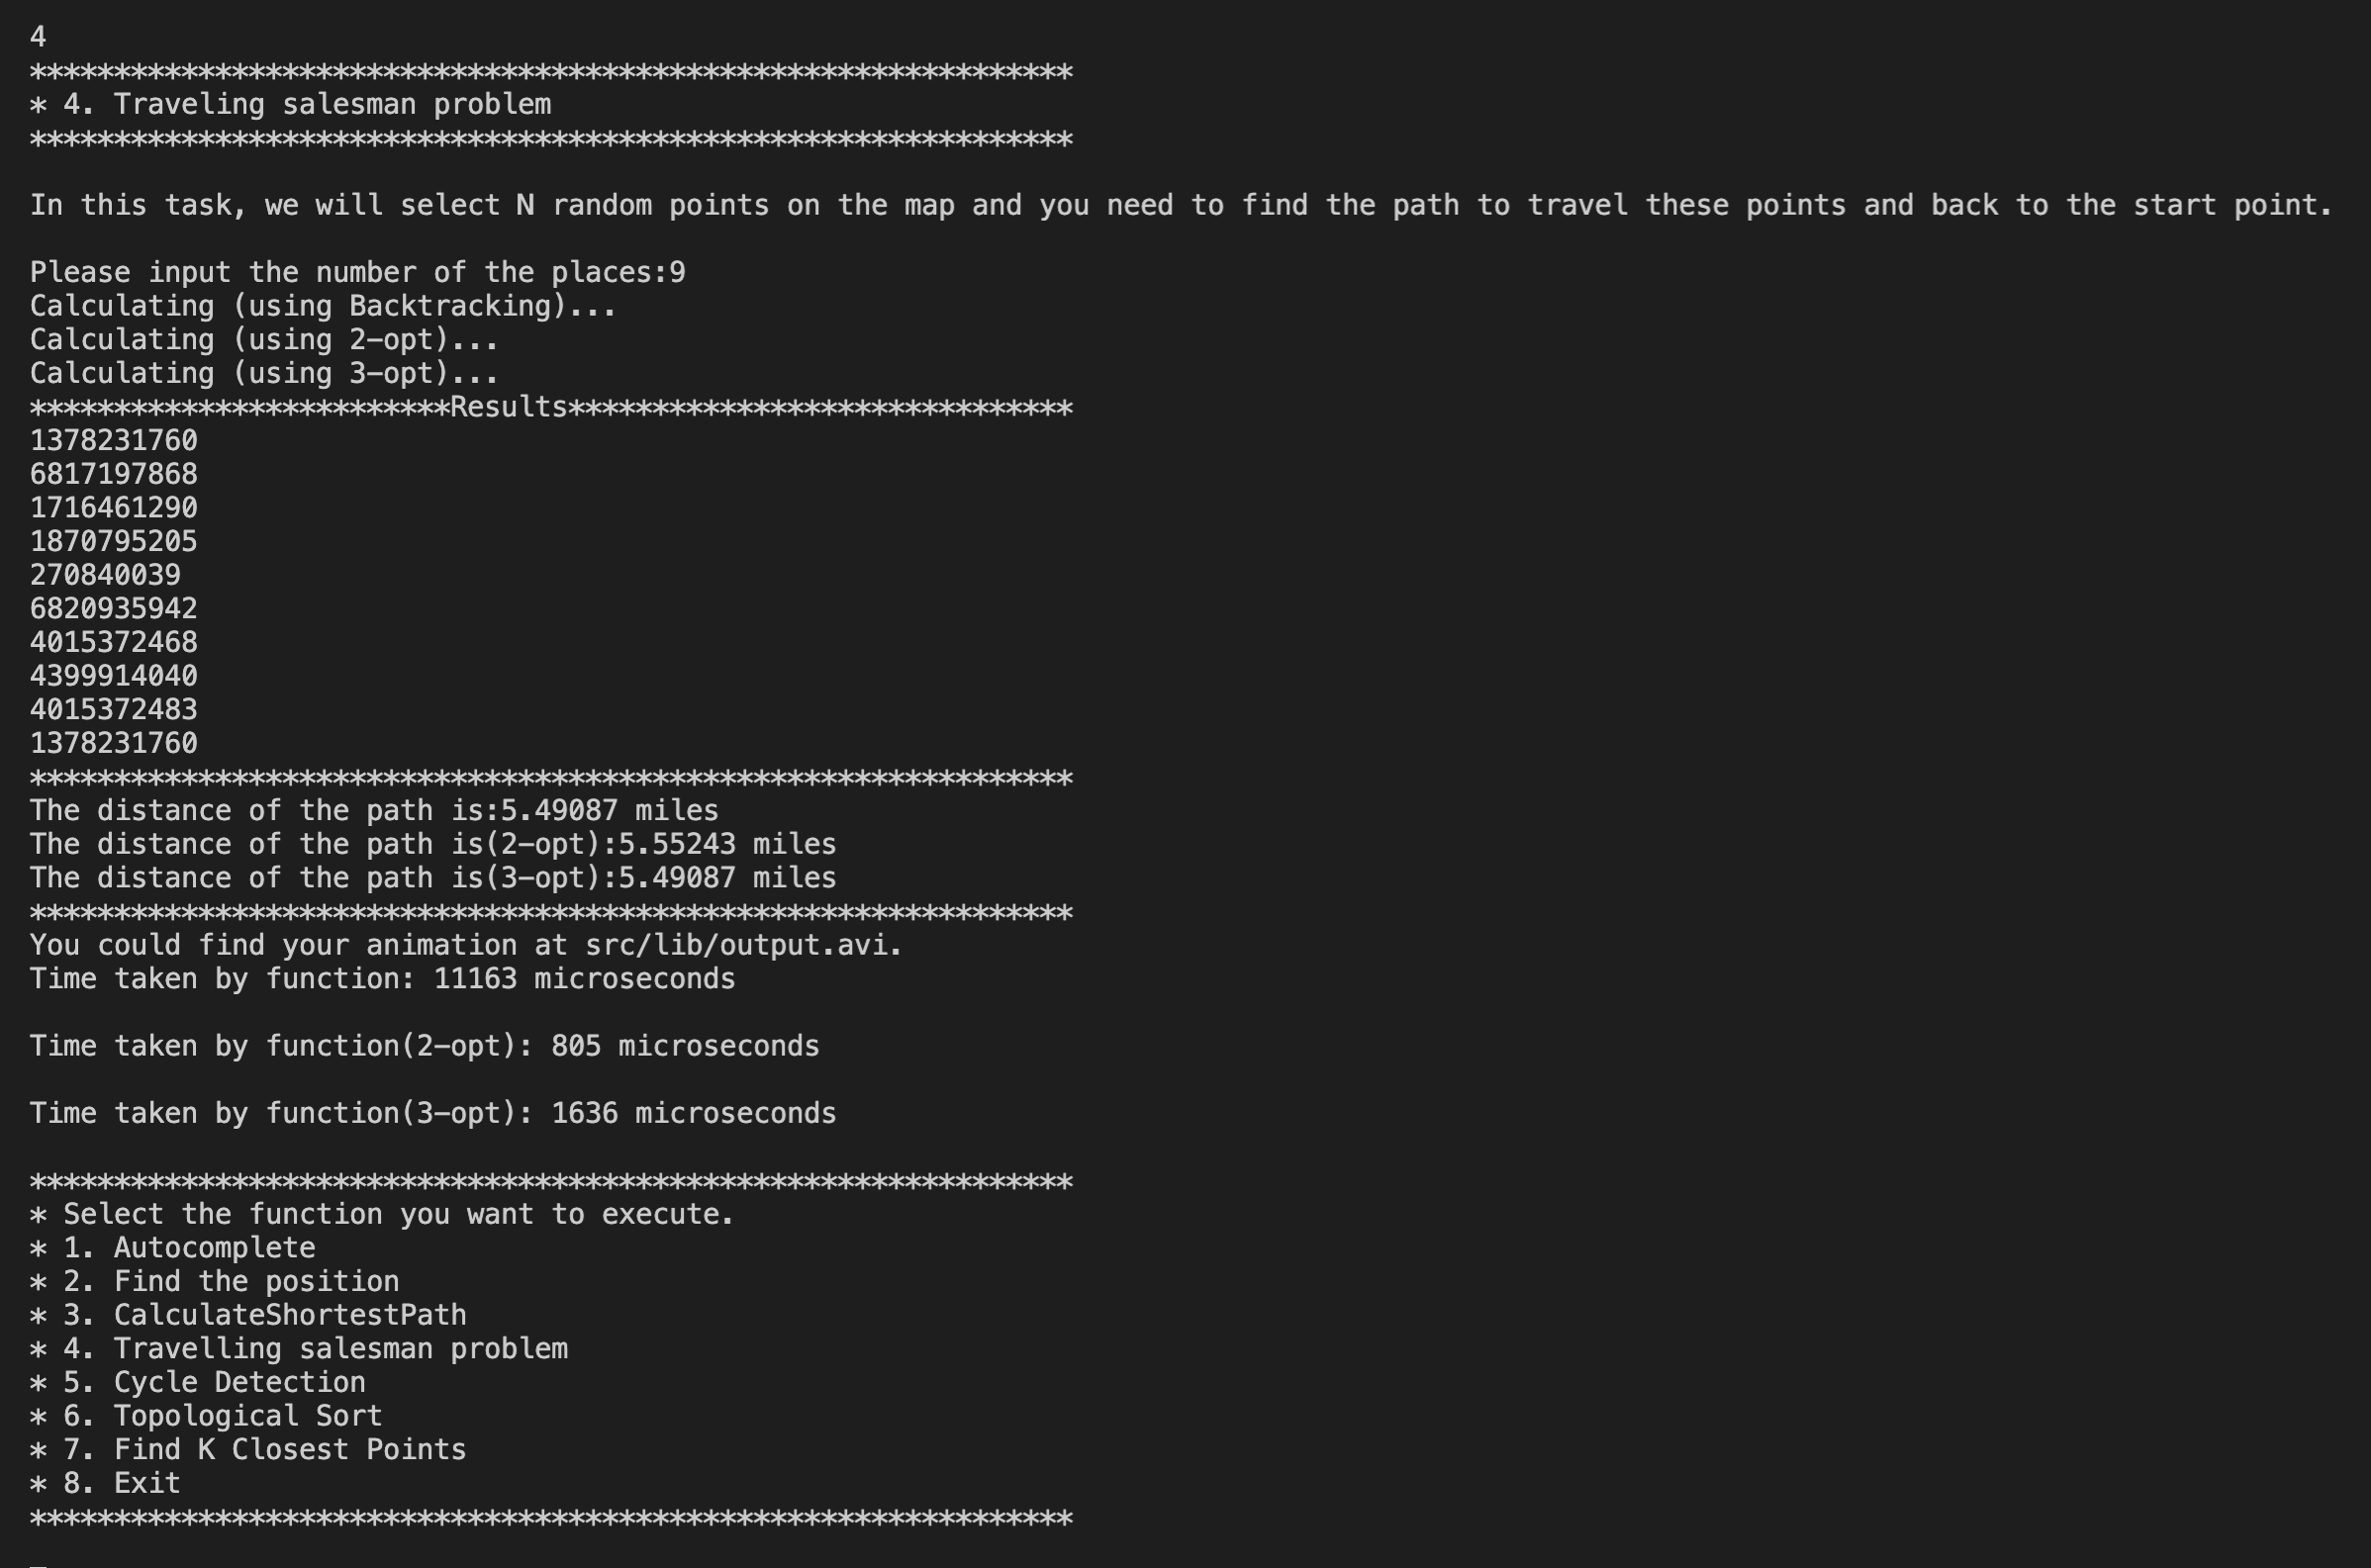 4
**************************************************************
* 4. Traveling salesman problem
**************************************************************
In this task, we will select N random points on the map and you need to find the path to travel these points and back to the start point.
Please input the number of the places:9
Calculating (using Backtracking)...
Calculating (using 2-opt)...
Calculating (using 3-opt)...
*************************Results******************************
1378231760
6817197868
1716461290
1870795205
270840039
6820935942
4015372468
4399914040
4015372483
1378231760
**************************************************************
The distance of the path is:5.49087 miles
The distance of the path is(2-opt):5.55243 miles
The distance of the path is(3-opt):5.49087 miles
**************************************************************
You could find your animation at src/lib/output.avi.
Time taken by function: 11163 microseconds
Time taken by function(2-opt): 805 microseconds
Time taken by function(3-opt): 1636 microseconds
**************************************************************
* Select the function you want to execute.
* 1. Autocomplete
* 2. Find the position
* 3. CalculateShortestPath
* 4. Travelling salesman problem
* 5. Cycle Detection
* 6. Topological Sort
* 7. Find K Closest Points
* 8. Exit
**************************************************************